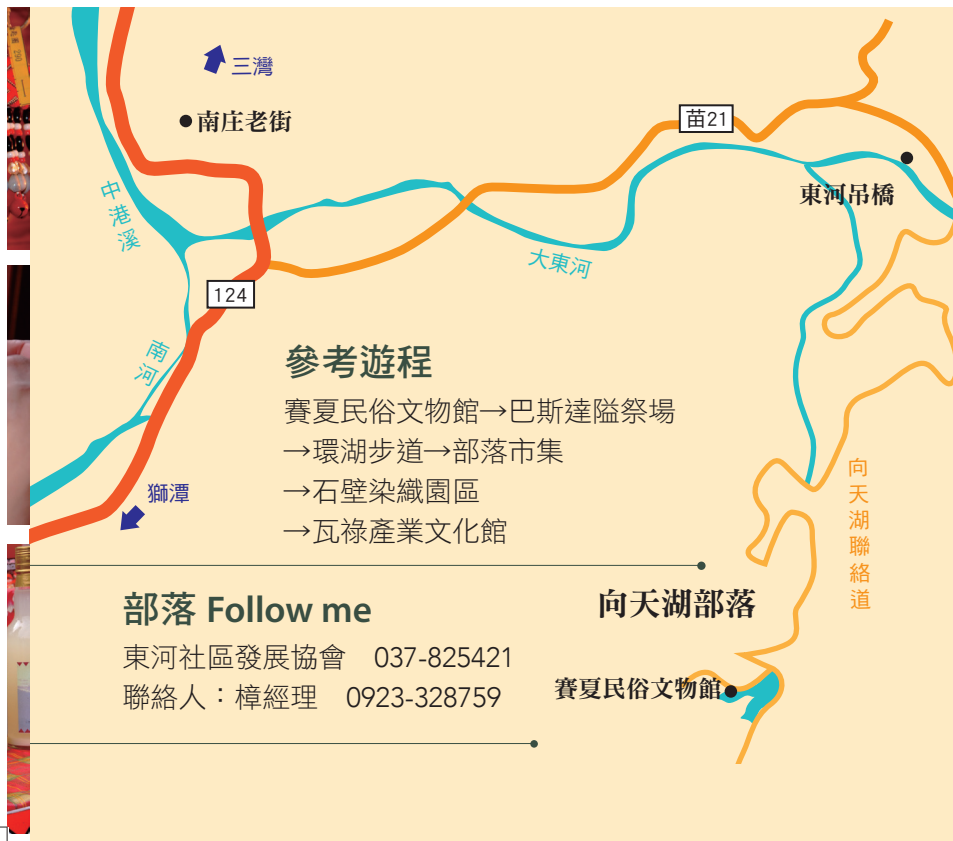 三灣
南庄老街
苗21
東河吊橋
中港溪
大東河
124
南河
參考遊程
賽夏民俗文物館→巴斯達隘祭場
→環湖步道→部落市集
→石壁染織園區
→瓦祿產業文化館
獅潭
向天湖聯絡道
部落 Follow me
東河社區發展協會 037-825421
聯絡人：樟經理 0923-328759
向天湖部落
賽夏民俗文物館